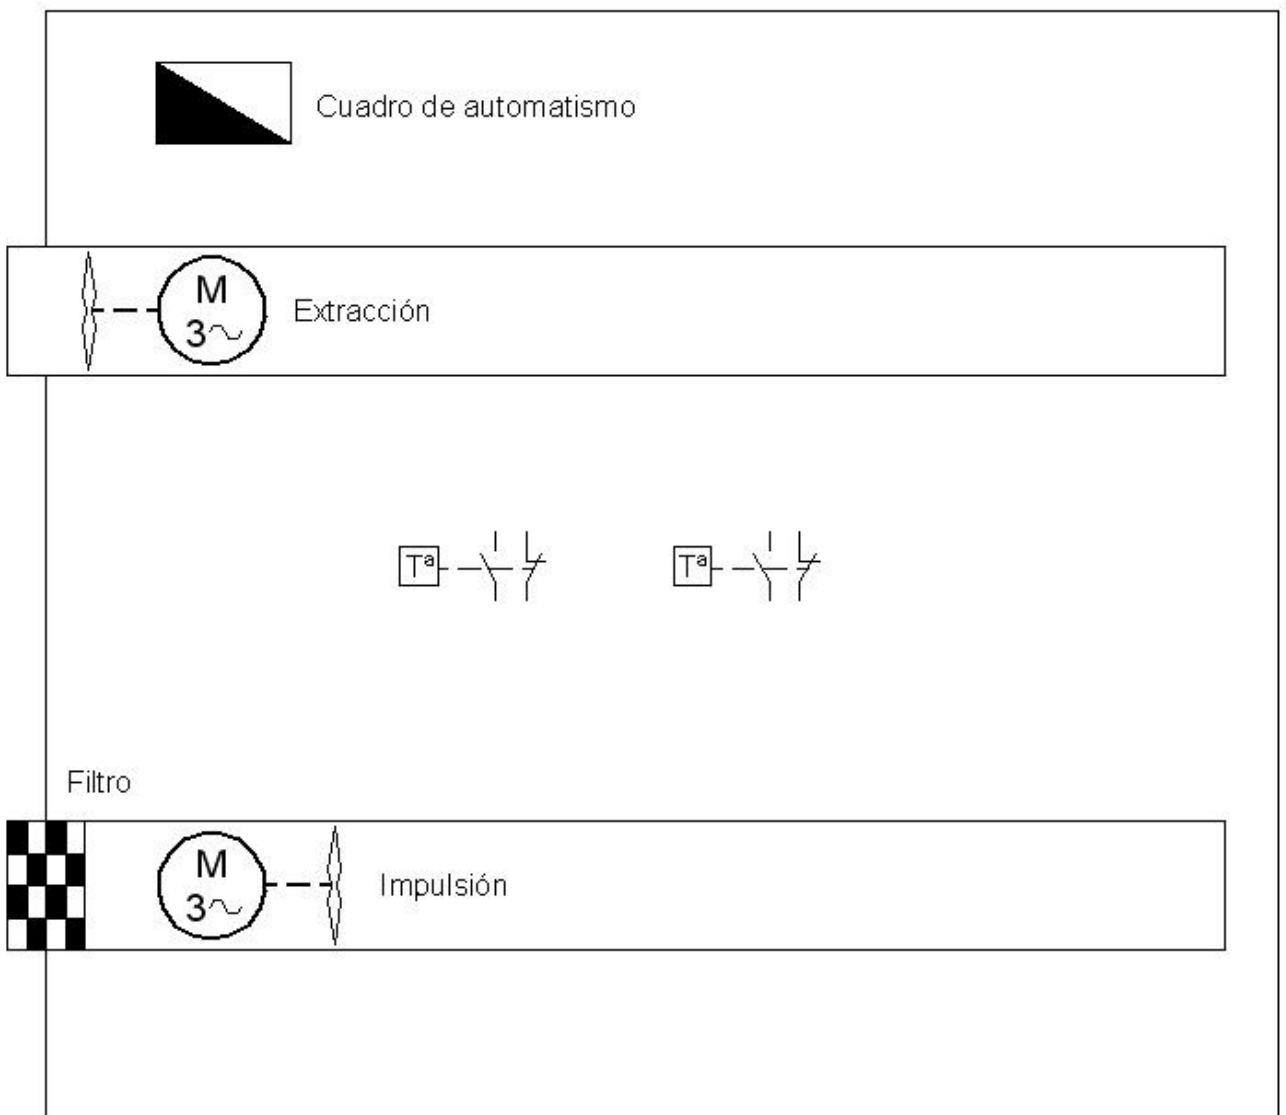 Cuadro de automatismo
M
3~
Extracción
Tª
Tª
Filtro
M
3~
Impulsión